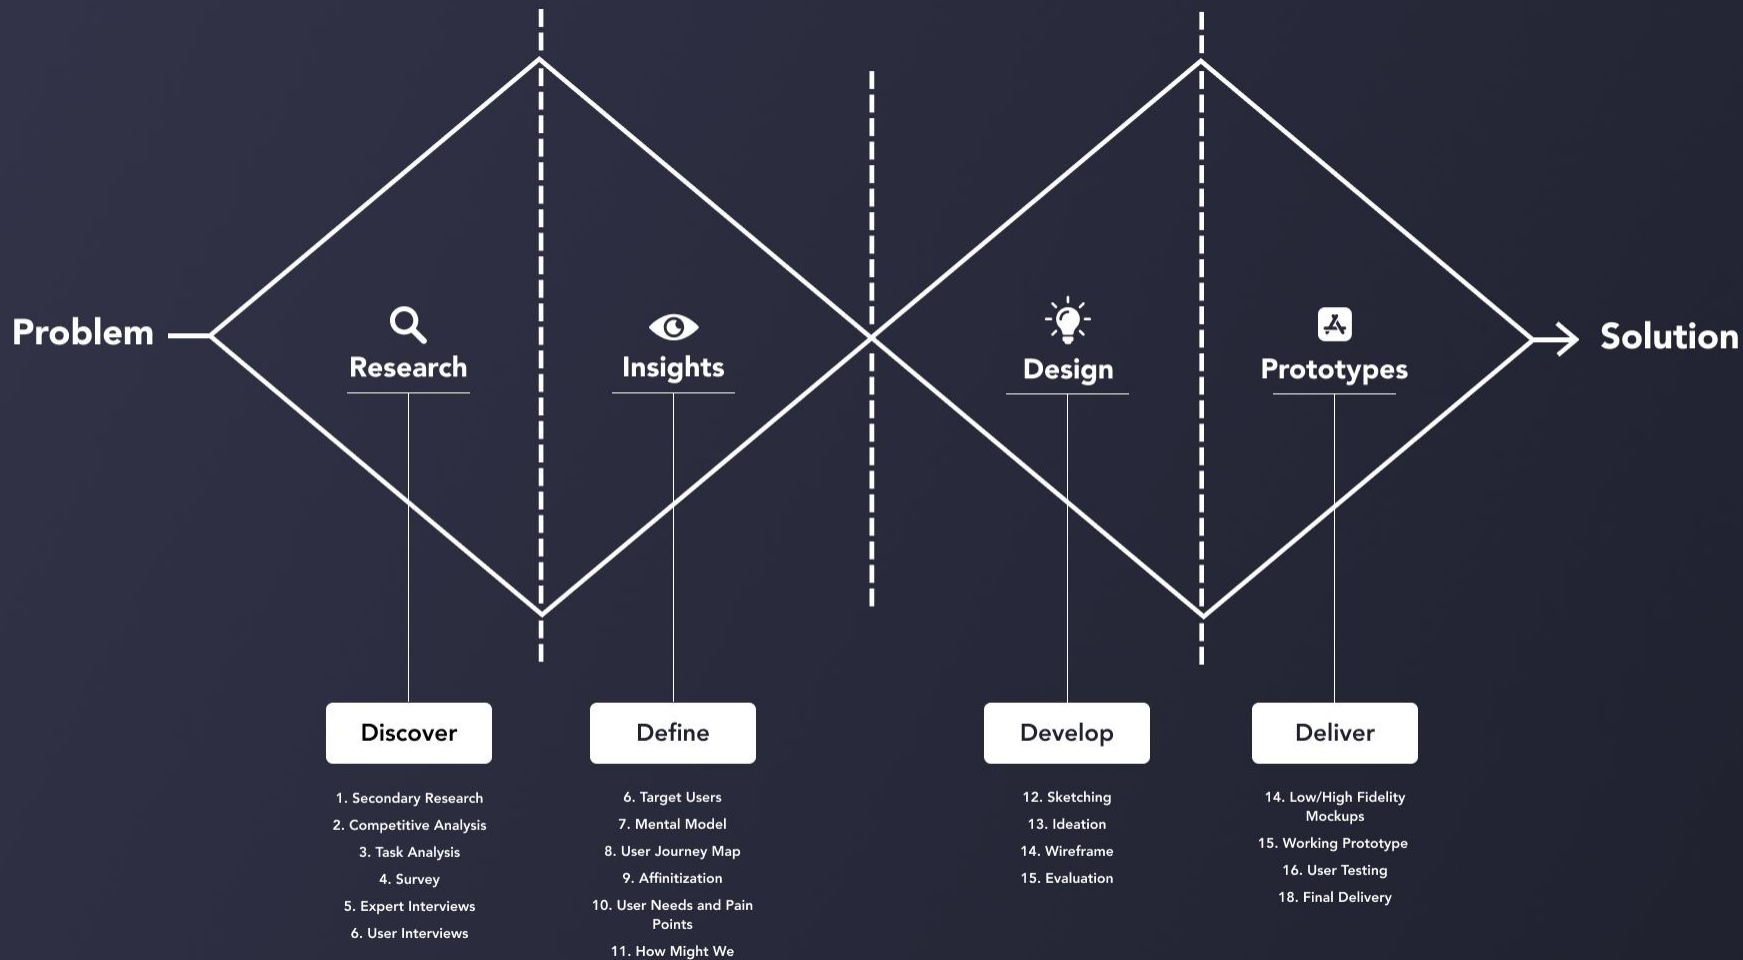 Problem
Research
Insights
Design
Prototypes
Solution
Discover
1. Secondary Research
2. Competitive Analysis
3. Task Analysis
4. Survey
5. Expert Interviews
6. User Interviews
Define
6. Target Users
7. Mental Model
8. User Journey Map
9. Affinitization
10. User Needs and Pain
Points
11. How Might We
Develop
12. Sketching
13. Ideation
14. Wireframe
15. Evaluation
Deliver
14. Low/High Fidelity
Mockups
15. Working Prototype
16. User Testing
18. Final Delivery